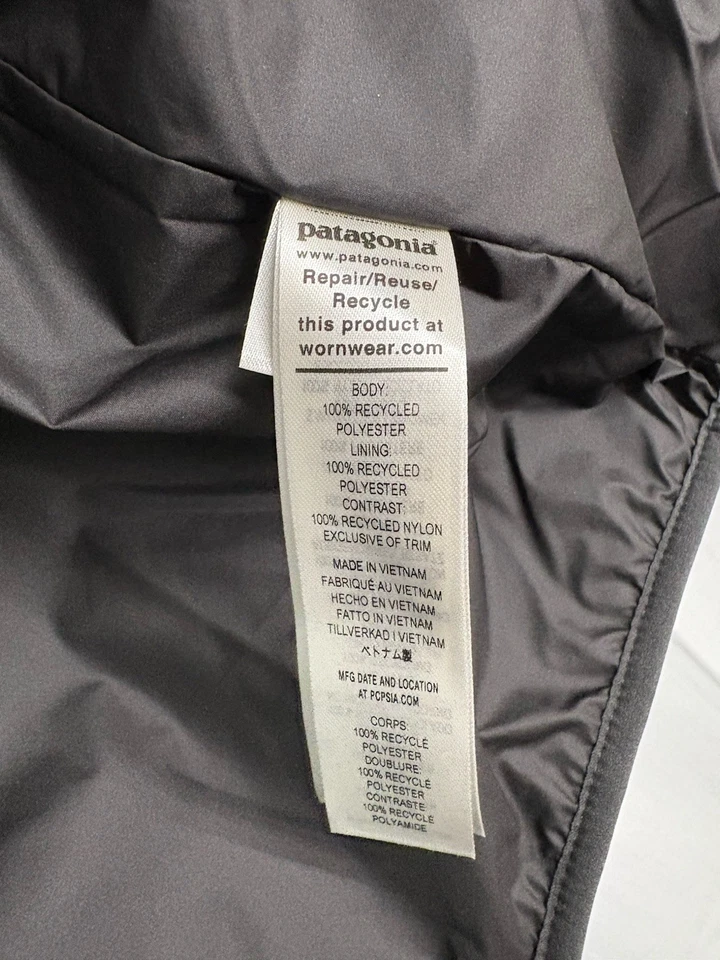 patagonia®
www.patagonia.com
Repair/Reuse/
Recycle
this product at
wornwear.com
BODY:
100% RECYCLED
POLYESTER
LINING:
100% RECYCLED
POLYESTER
CONTRAST:
100% RECYCLED NYLON
EXCLUSIVE OF TRIM
MADE IN VIETNAM
FABRIQUÉ AU VIETNAM
HECHO EN VIETNAM
FATTO IN VIETNAM
TILLVERKAD I VIETNAM
ベトナム製
MFG DATE AND LOCATION
AT PCPSIA.COM
CORPS:
100% RECYCLÉ
POLYESTER
DOUBLURE:
100% RECYCLÉ
POLYESTER
CONTRASTE:
100% RECYCLÉ
POLYAMIDE